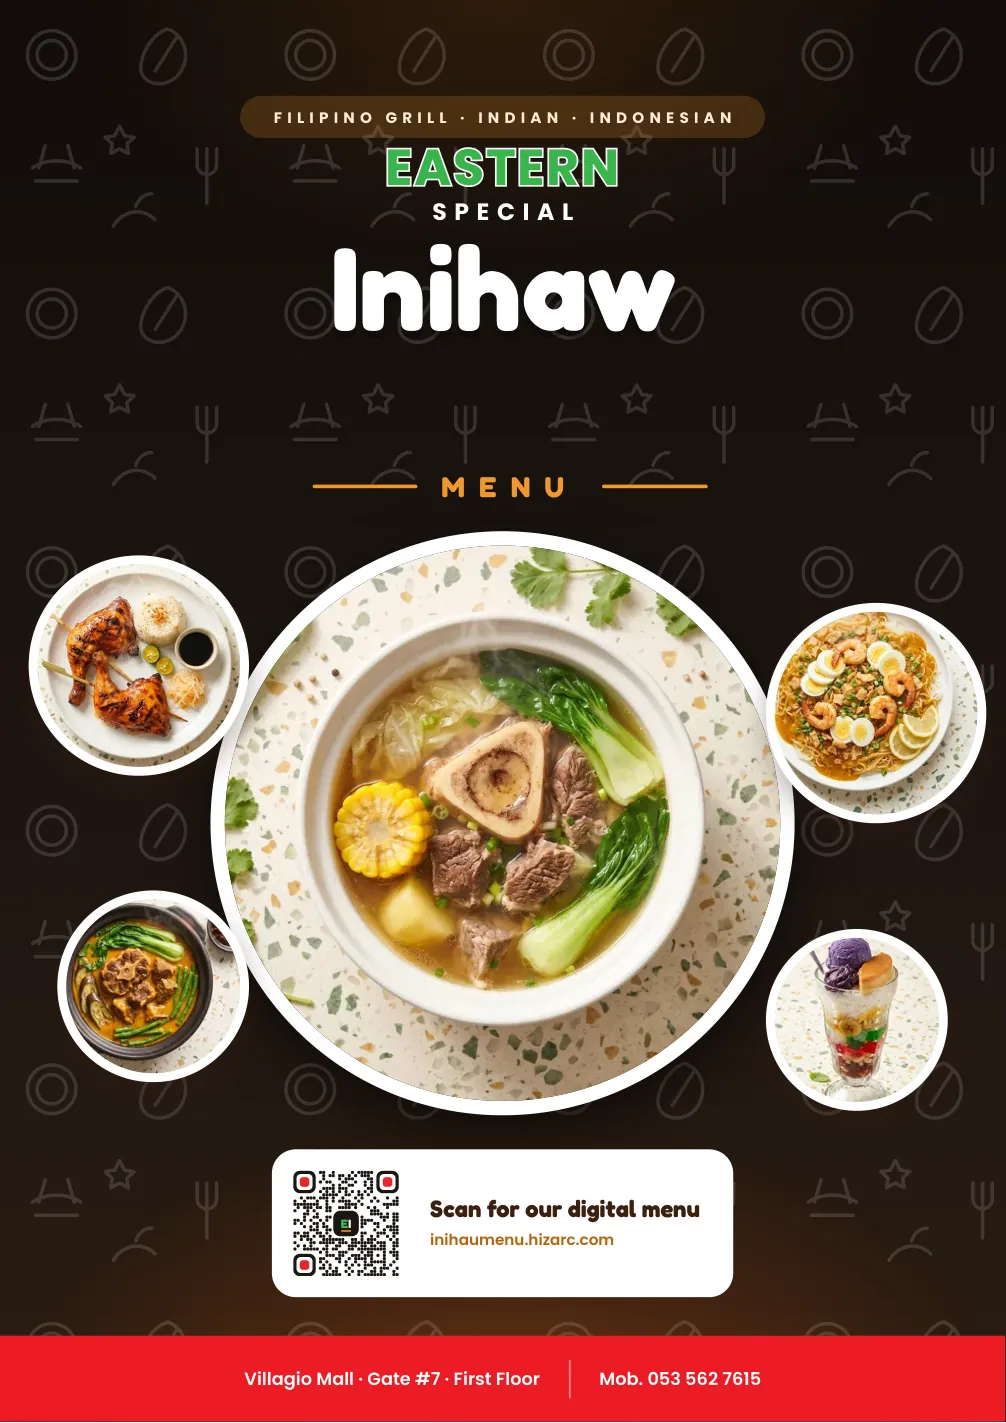 FILIPINO GRILL · INDIAN · INDONESIAN
EASTERN
SPECIAL
Inihaw
MENU
EI
Scan for our digital menu
inihaumenu.hizarc.com
Villagio Mall · Gate #7 · First Floor
Mob. 053 562 7615